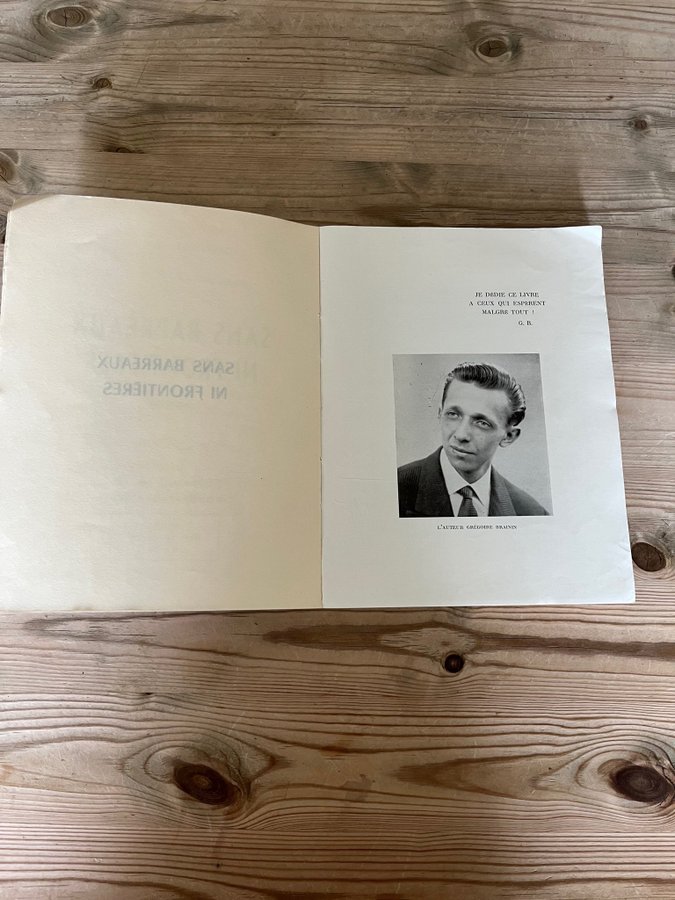 SANS BARREAUX
NI FRONTIÈRES
JE DÉDIE CE LIVRE
A CEUX QUI ESPÈRENT
MALGRÉ TOUT !
G. B.
L'AUTEUR GRÉGOIRE BRAININ